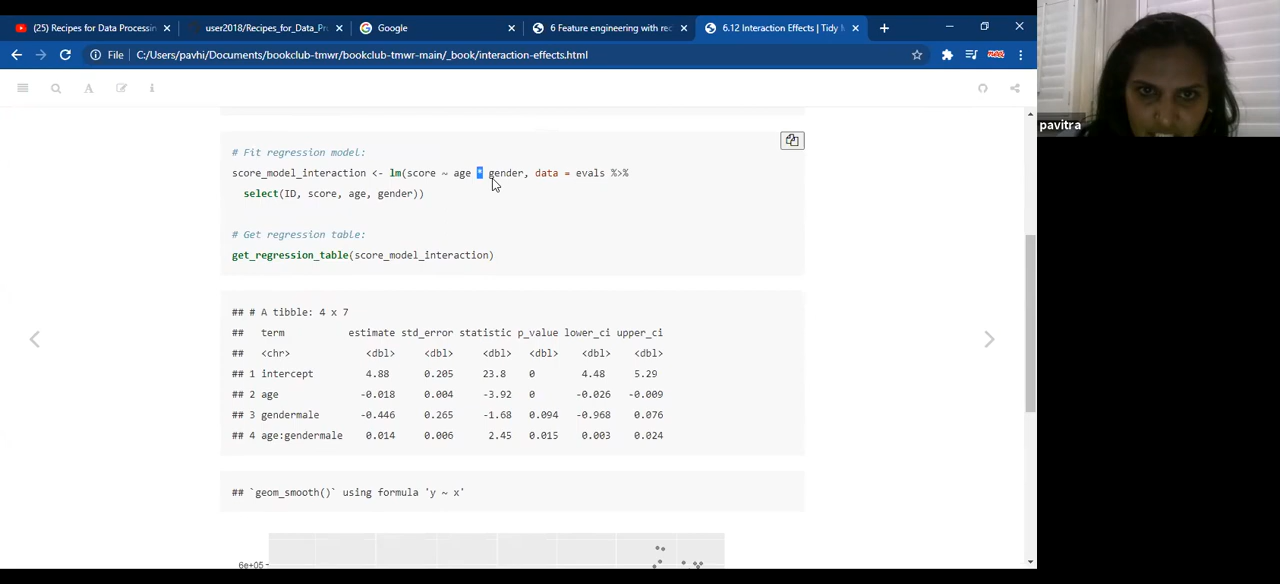 (25) Recipes for Data Processin
user2018/Recipes_for_Data_Pr
Google
6 Feature engineering with rec
6.12 Interaction Effects | Tidy M
File
C:/Users/pavhi/Documents/bookclub-tmwr/bookclub-tmwr-main/_book/interaction-effects.html
pavitra
# Fit regression model:
score_model_interaction <- lm(score ~ age * gender, data = evals %>%
select(ID, score, age, gender))
# Get regression table:
get_regression_table(score_model_interaction)
## # A tibble: 4 x 7
## term estimate std_error statistic p_value lower_ci upper_ci
## <chr> <dbl> <dbl> <dbl> <dbl> <dbl> <dbl>
## 1 intercept 4.88 0.205 23.8 0 4.48 5.29
## 2 age -0.018 0.004 -3.92 0 -0.026 -0.009
## 3 gendermale -0.446 0.265 -1.68 0.094 -0.968 0.076
## 4 age:gendermale 0.014 0.006 2.45 0.015 0.003 0.024
## `geom_smooth()` using formula 'y ~ x'
6e+05